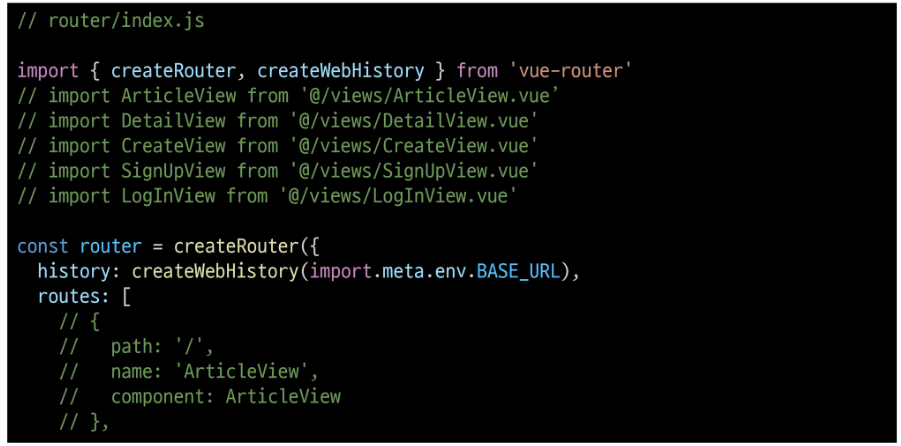 // router/index.js
import { createRouter, createWebHistory } from 'vue-router'
// import ArticleView from '@/views/ArticleView.vue’
// import DetailView from '@/views/DetailView.vue'
// import CreateView from '@/views/CreateView.vue'
// import SignUpView from '@/views/SignUpView.vue'
// import LogInView from '@/views/LogInView.vue'
const router = createRouter({
  history: createWebHistory(import.meta.env.BASE_URL),
  routes: [
    // {
    //   path: '/',
    //   name: 'ArticleView',
    //   component: ArticleView
    // },